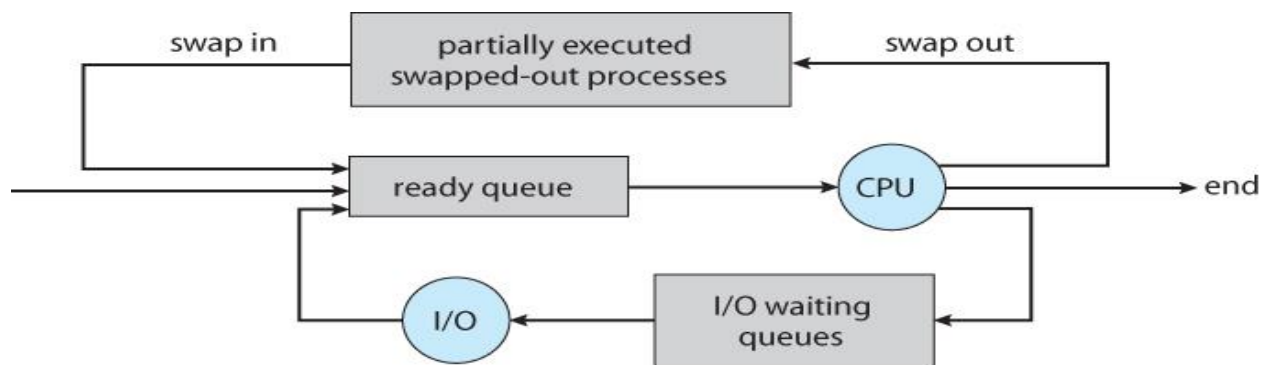 swap in
partially executed
swapped-out processes
swap out
ready queue
CPU
end
I/O
I/O waiting
queues